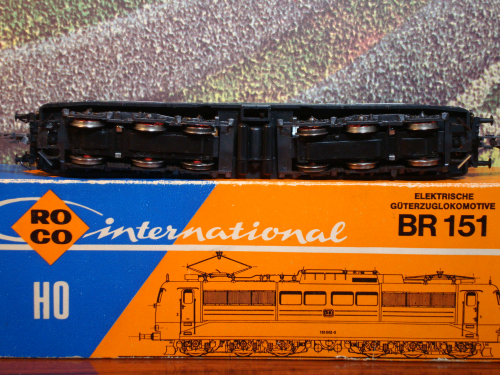 RO
CO
international
HO
ELEKTRISCHE
GÜTERZUGLOKOMOTIVE
BR 151